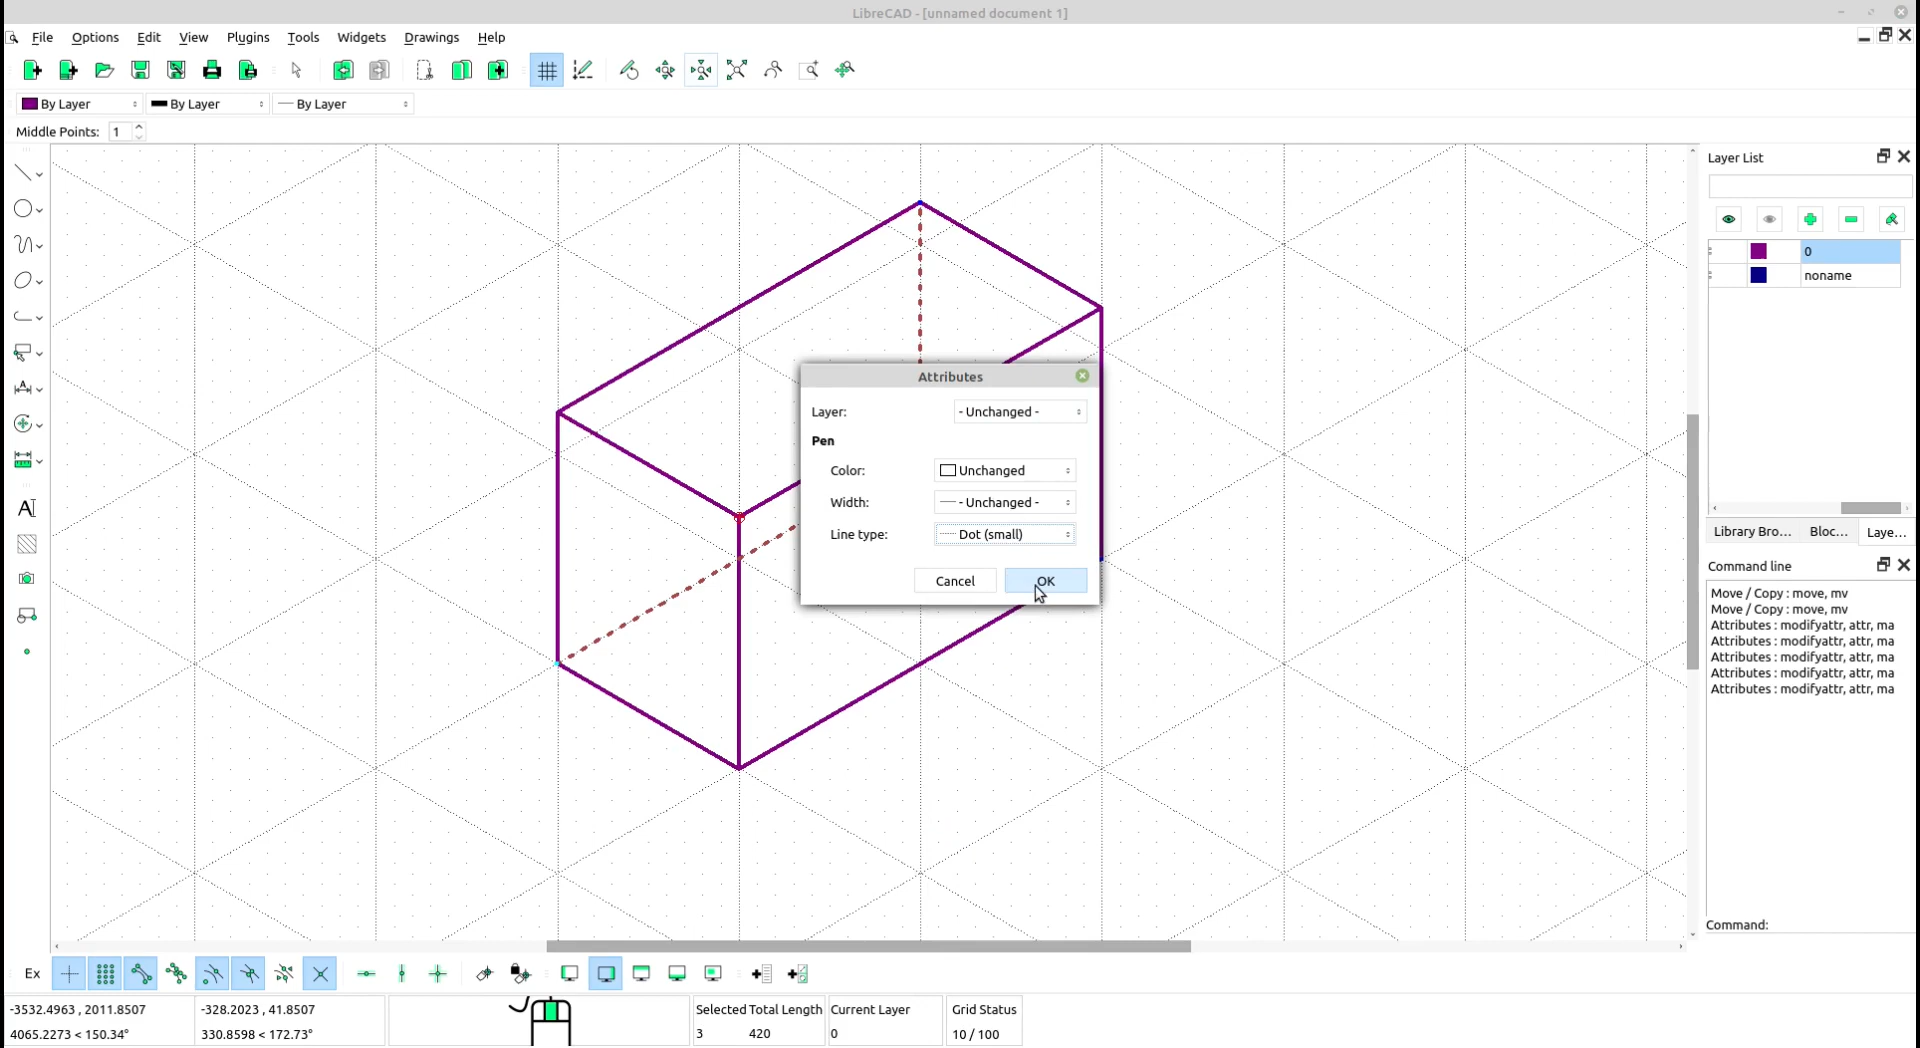 LibreCAD - [unnamed document 1]
File Options Edit View Plugins Tools Widgets Drawings Help
By Layer By Layer By Layer
Middle Points: 1
Layer List
0
noname
Attributes
Layer: - Unchanged -
Pen
Color: Unchanged
Width: - Unchanged -
Line type: Dot (small)
Cancel OK
Library Bro... Bloc... Laye...
Command line
Move / Copy : move, mv
Move / Copy : move, mv
Attributes : modifyattr, attr, ma
Attributes : modifyattr, attr, ma
Attributes : modifyattr, attr, ma
Attributes : modifyattr, attr, ma
Attributes : modifyattr, attr, ma
Command:
Ex
-3532.4963 , 2011.8507 -328.2023 , 41.8507 Selected Total Length Current Layer Grid Status
4065.2273 < 150.34° 330.8598 < 172.73° 3 420 0 10 / 100